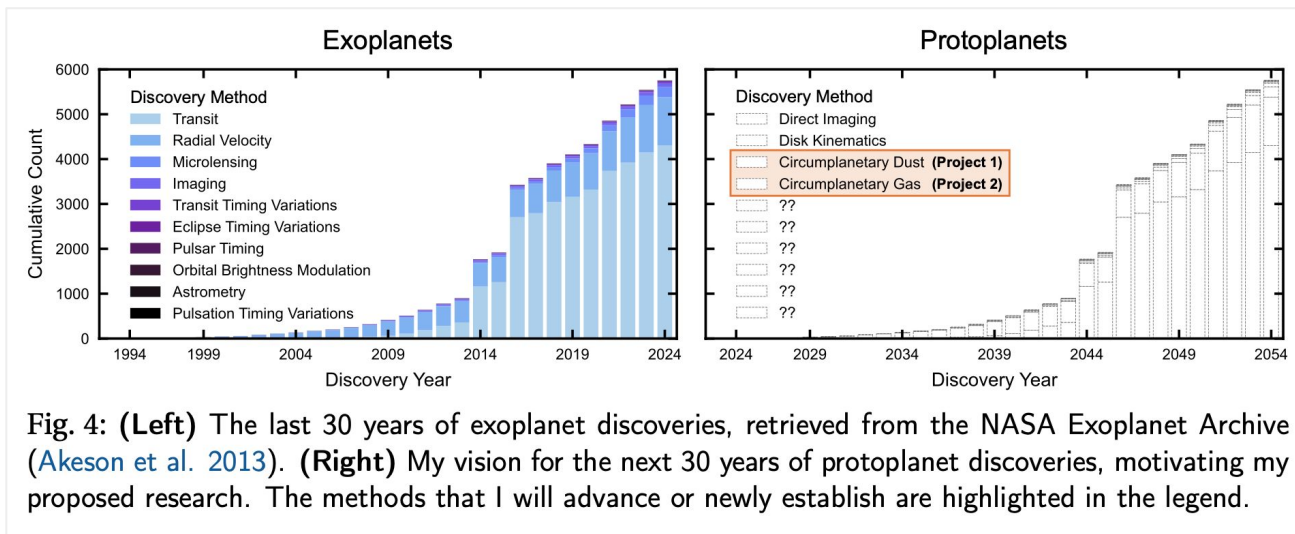 Exoplanets
Cumulative Count
6000
5000
4000
3000
2000
1000
0
Discovery Method
Transit
Radial Velocity
Microlensing
Imaging
Transit Timing Variations
Eclipse Timing Variations
Pulsar Timing
Orbital Brightness Modulation
Astrometry
Pulsation Timing Variations
1994 1999 2004 2009 2014 2019 2024
Discovery Year
Protoplanets
Discovery Method
Direct Imaging
Disk Kinematics
Circumplanetary Dust (Project 1)
Circumplanetary Gas (Project 2)
??
??
??
??
??
??
2024 2029 2034 2039 2044 2049 2054
Discovery Year
Fig. 4: (Left) The last 30 years of exoplanet discoveries, retrieved from the NASA Exoplanet Archive
(Akeson et al. 2013). (Right) My vision for the next 30 years of protoplanet discoveries, motivating my
proposed research. The methods that I will advance or newly establish are highlighted in the legend.